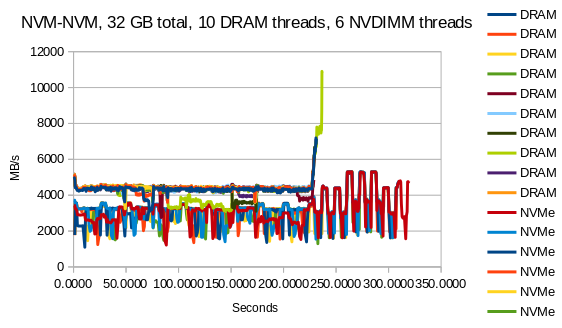 NVM-NVM, 32 GB total, 10 DRAM threads, 6 NVDIMM threads
12000
10000
8000
6000
4000
2000
0
MB/s
0.0000 50.0000 100.0000 150.0000 200.0000 250.0000 300.0000 350.0000
Seconds
DRAM
DRAM
DRAM
DRAM
DRAM
DRAM
DRAM
DRAM
DRAM
DRAM
NVMe
NVMe
NVMe
NVMe
NVMe
NVMe